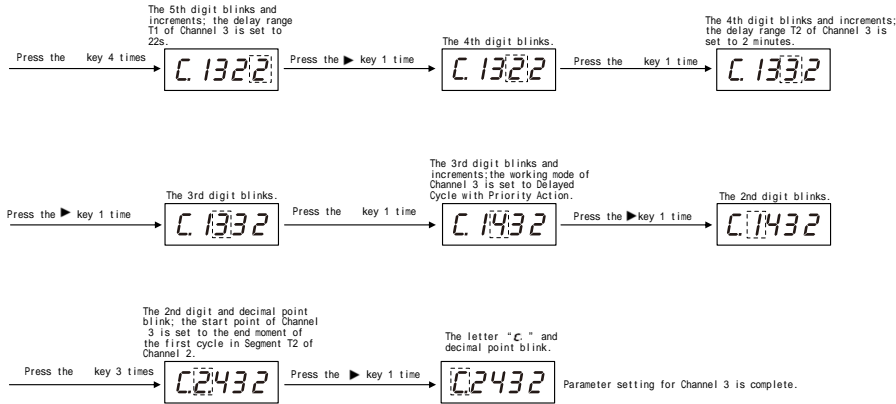 The 5th digit blinks and
increments; the delay range
T1 of Channel 3 is set to
22s.
Press the key 4 times
C. 1322
Press the ▶ key 1 time
The 4th digit blinks.
C. 1322
Press the key 1 time
The 4th digit blinks and increments;
the delay range T2 of Channel 3 is
set to 2 minutes.
C. 1332
Press the ▶ key 1 time
The 3rd digit blinks.
C. 1332
Press the key 1 time
The 3rd digit blinks and
increments;the working mode of
Channel 3 is set to Delayed
Cycle with Priority Action.
C. 1432
Press the ▶key 1 time
The 2nd digit blinks.
C. 1432
Press the key 3 times
The 2nd digit and decimal point
blink; the start point of Channel
3 is set to the end moment of
the first cycle in Segment T2 of
Channel 2.
C.2432
Press the ▶ key 1 time
The letter “C. ” and
decimal point blink.
C.2432
Parameter setting for Channel 3 is complete.